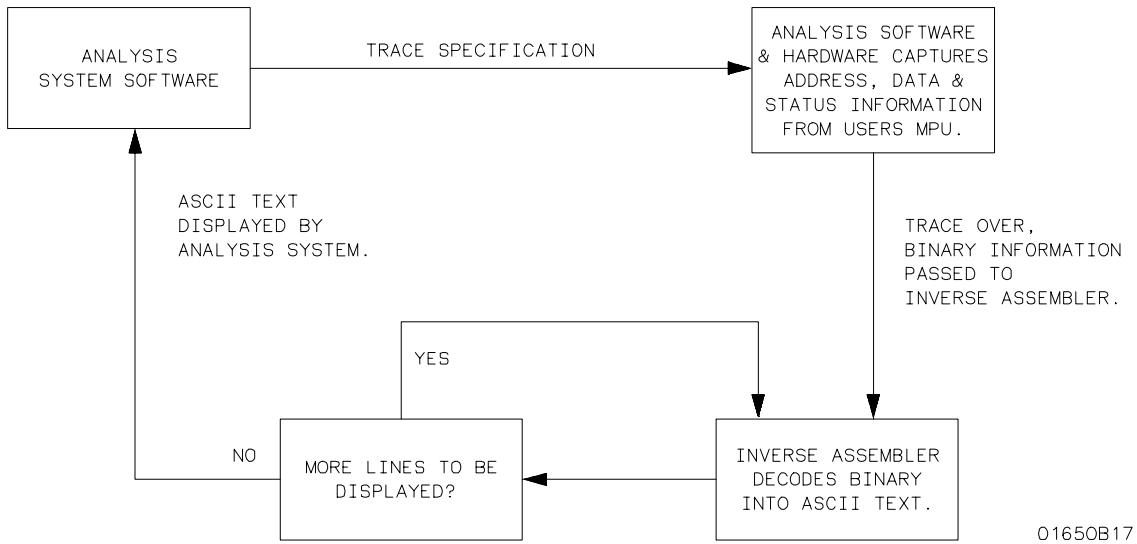 ANALYSIS
SYSTEM SOFTWARE
TRACE SPECIFICATION
ANALYSIS SOFTWARE
& HARDWARE CAPTURES
ADDRESS, DATA &
STATUS INFORMATION
FROM USERS MPU.
ASCII TEXT
DISPLAYED BY
ANALYSIS SYSTEM.
TRACE OVER,
BINARY INFORMATION
PASSED TO
INVERSE ASSEMBLER.
YES
NO
MORE LINES TO BE
DISPLAYED?
INVERSE ASSEMBLER
DECODES BINARY
INTO ASCII TEXT.
01650B17